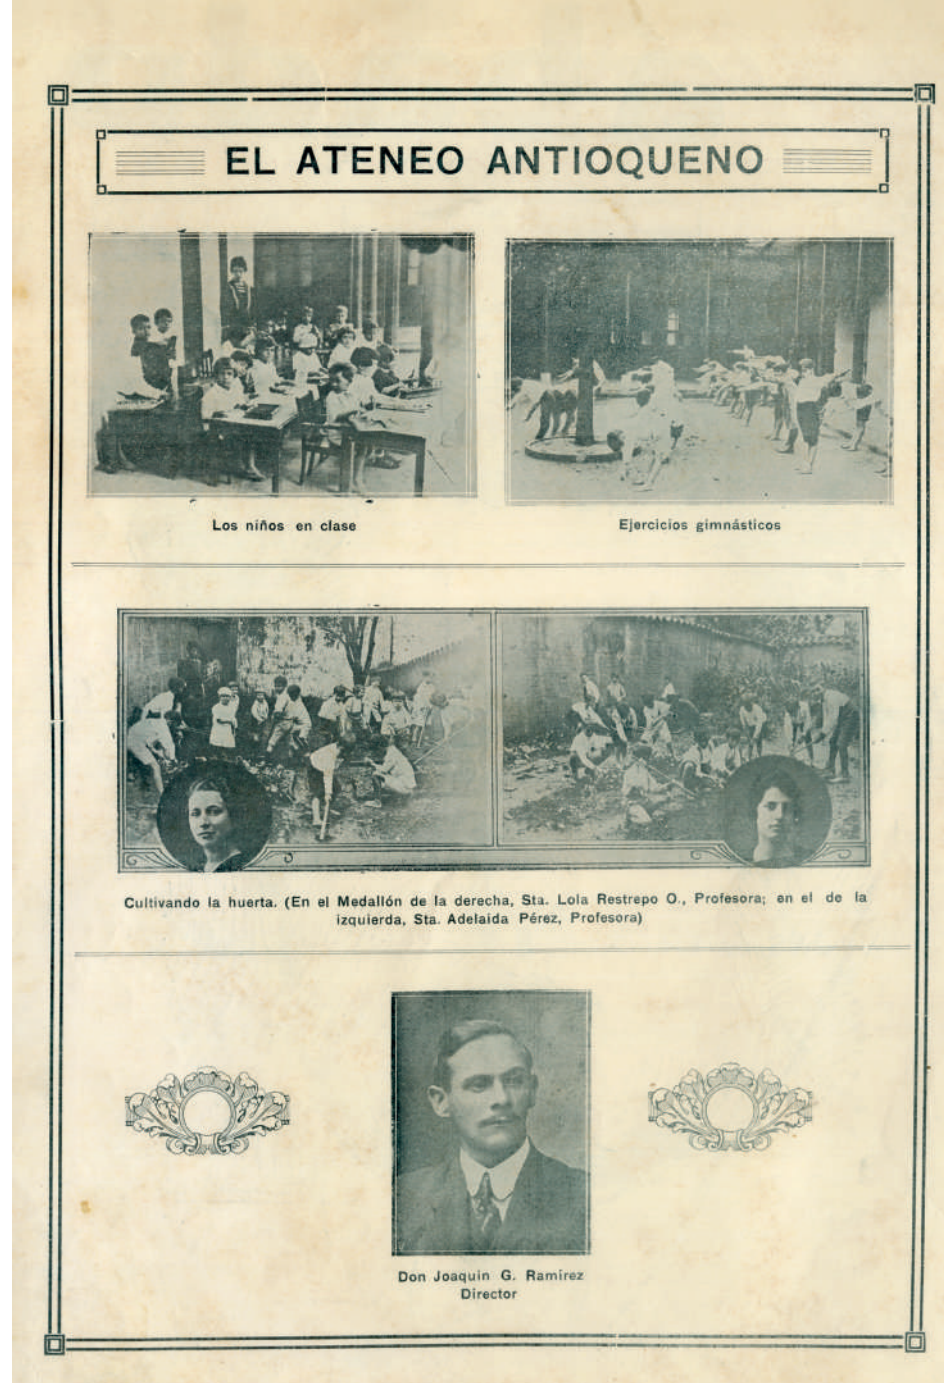 EL ATENEO ANTIOQUENO
Los niños en clase
Ejercicios gimnásticos
Cultivando la huerta. (En el Medallón de la derecha, Sta. Lola Restrepo O., Profesora; en el de la
izquierda, Sta. Adelaida Pérez, Profesora)
Don Joaquin G. Ramírez
Director